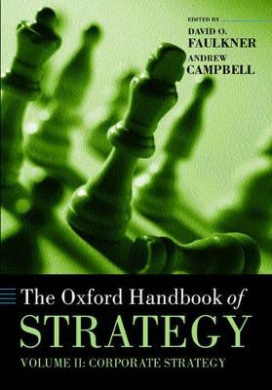 EDITED BY
DAVID O.
FAULKNER
ANDREW
CAMPBELL
The Oxford Handbook of
STRATEGY
VOLUME II: CORPORATE STRATEGY